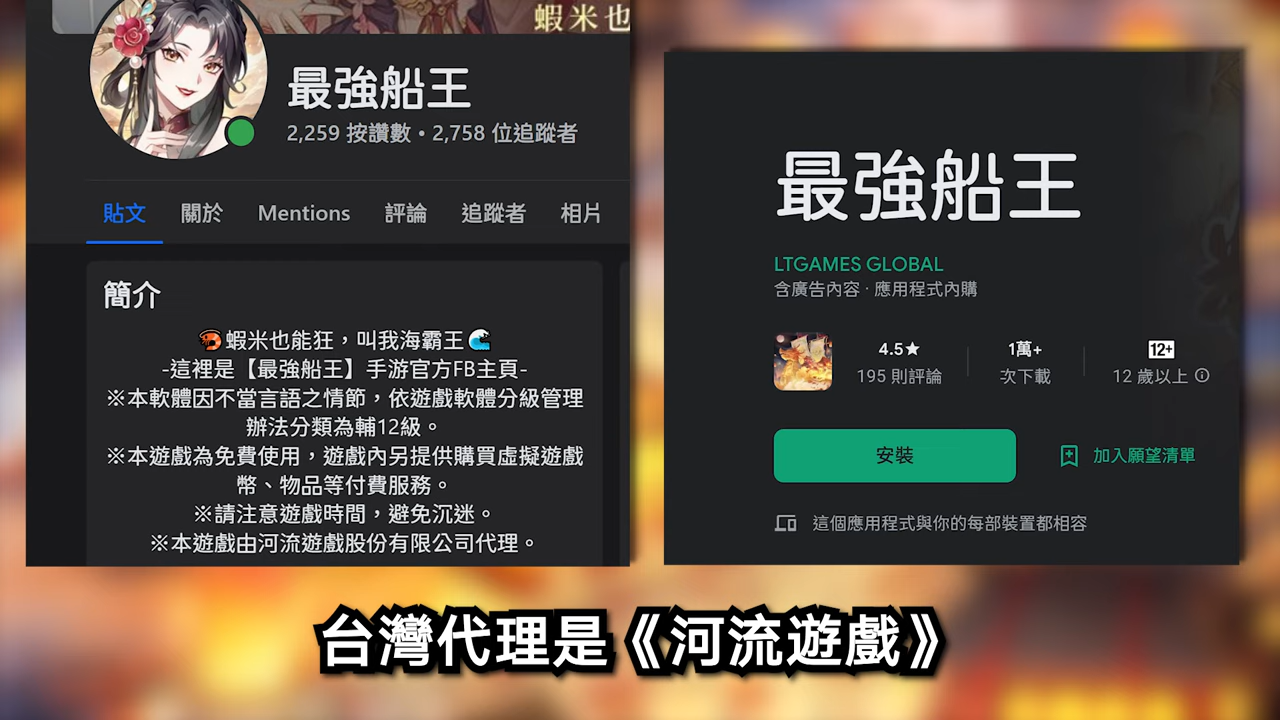 蝦米也
最強船王
2,259 按讚數 • 2,758 位追蹤者
貼文 關於 Mentions 評論 追蹤者 相片
簡介
🦐蝦米也能狂，叫我海霸王🌊
-這裡是【最強船王】手游官方FB主頁-
※本軟體因不當言語之情節，依遊戲軟體分級管理
辦法分類為輔12級。
※本遊戲為免費使用，遊戲內另提供購買虛擬遊戲
幣、物品等付費服務。
※請注意遊戲時間，避免沉迷。
※本遊戲由河流遊戲股份有限公司代理。
最強船王
LTGAMES GLOBAL
含廣告內容 · 應用程式內購
4.5★ 1萬+ 12+
195 則評論 次下載 12 歲以上
安裝 加入願望清單
這個應用程式與你的每部裝置都相容
台灣代理是《河流遊戲》